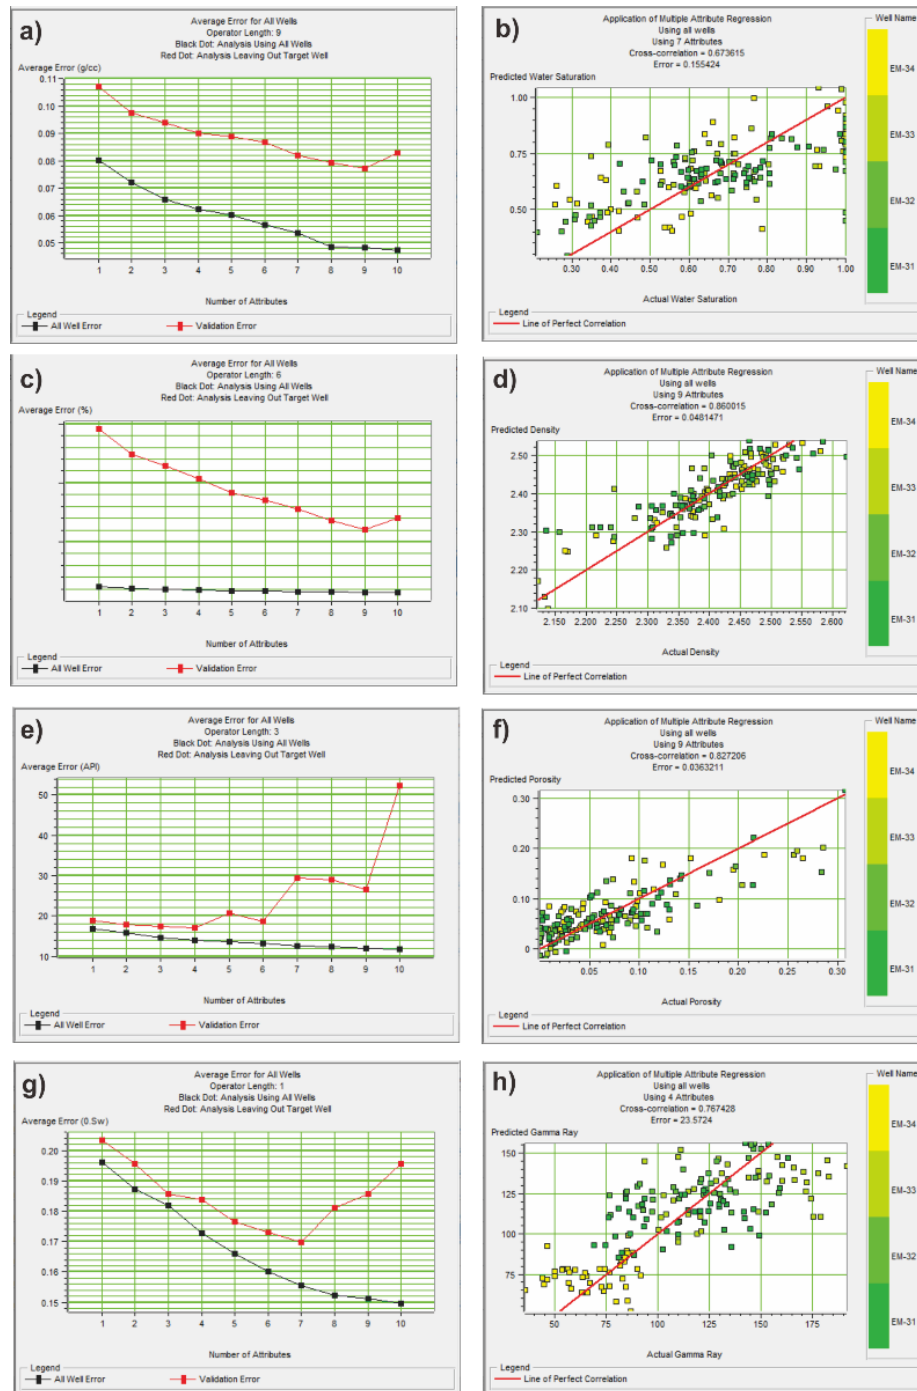 a)
Average Error for All Wells
Operator Length: 9
Black Dot: Analysis Using All Wells
Red Dot: Analysis Leaving Out Target Well
Average Error (g/cc)
0.11
0.10
0.09
0.08
0.07
0.06
0.05
1 2 3 4 5 6 7 8 9 10
Number of Attributes
Legend
All Well Error Validation Error
b)
Application of Multiple Attribute Regression
Using all wells
Using 7 Attributes
Cross-correlation = 0.673615
Error = 0.155424
Predicted Water Saturation
1.00
0.75
0.50
0.30 0.40 0.50 0.60 0.70 0.80 0.90 1.00
Actual Water Saturation
Legend
Line of Perfect Correlation
Well Name
EM-34
EM-33
EM-32
EM-31
c)
Average Error for All Wells
Operator Length: 6
Black Dot: Analysis Using All Wells
Red Dot: Analysis Leaving Out Target Well
Average Error (%)
1 2 3 4 5 6 7 8 9 10
Number of Attributes
Legend
All Well Error Validation Error
d)
Application of Multiple Attribute Regression
Using all wells
Using 9 Attributes
Cross-correlation = 0.860015
Error = 0.0481471
Predicted Density
2.50
2.40
2.30
2.20
2.10
2.150 2.200 2.250 2.300 2.350 2.400 2.450 2.500 2.550 2.600
Actual Density
Legend
Line of Perfect Correlation
Well Name
EM-34
EM-33
EM-32
EM-31
e)
Average Error for All Wells
Operator Length: 3
Black Dot: Analysis Using All Wells
Red Dot: Analysis Leaving Out Target Well
Average Error (API)
50
40
30
20
10
1 2 3 4 5 6 7 8 9 10
Number of Attributes
Legend
All Well Error Validation Error
f)
Application of Multiple Attribute Regression
Using all wells
Using 9 Attributes
Cross-correlation = 0.827206
Error = 0.0363211
Predicted Porosity
0.30
0.20
0.10
0
0.05 0.10 0.15 0.20 0.25 0.30
Actual Porosity
Legend
Line of Perfect Correlation
Well Name
EM-34
EM-33
EM-32
EM-31
g)
Average Error for All Wells
Operator Length: 1
Black Dot: Analysis Using All Wells
Red Dot: Analysis Leaving Out Target Well
Average Error (0.Sw)
0.20
0.19
0.18
0.17
0.16
0.15
1 2 3 4 5 6 7 8 9 10
Number of Attributes
Legend
All Well Error Validation Error
h)
Application of Multiple Attribute Regression
Using all wells
Using 4 Attributes
Cross-correlation = 0.767428
Error = 23.5724
Predicted Gamma Ray
150
125
100
75
50 75 100 125 150 175
Actual Gamma Ray
Legend
Line of Perfect Correlation
Well Name
EM-34
EM-33
EM-32
EM-31